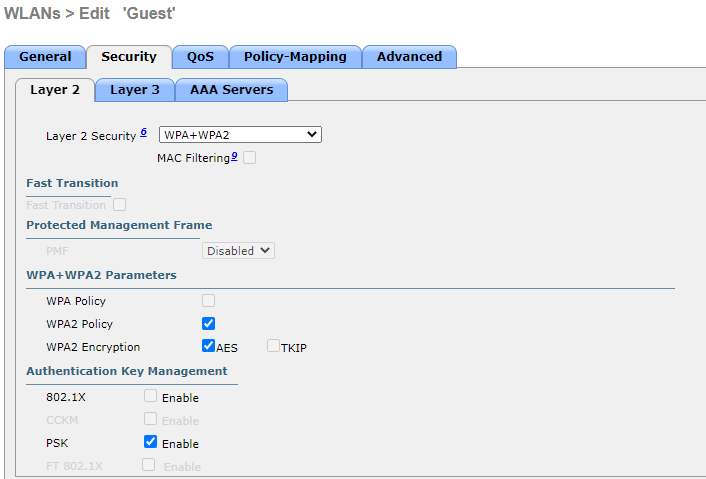 WLANs > Edit 'Guest'
General Security QoS Policy-Mapping Advanced
Layer 2 Layer 3 AAA Servers
Layer 2 Security 6 WPA+WPA2
MAC Filtering 9
Fast Transition
Fast Transition
Protected Management Frame
PMF Disabled
WPA+WPA2 Parameters
WPA Policy
WPA2 Policy
WPA2 Encryption AES TKIP
Authentication Key Management
802.1X Enable
CCKM Enable
PSK Enable
FT 802.1X Enable